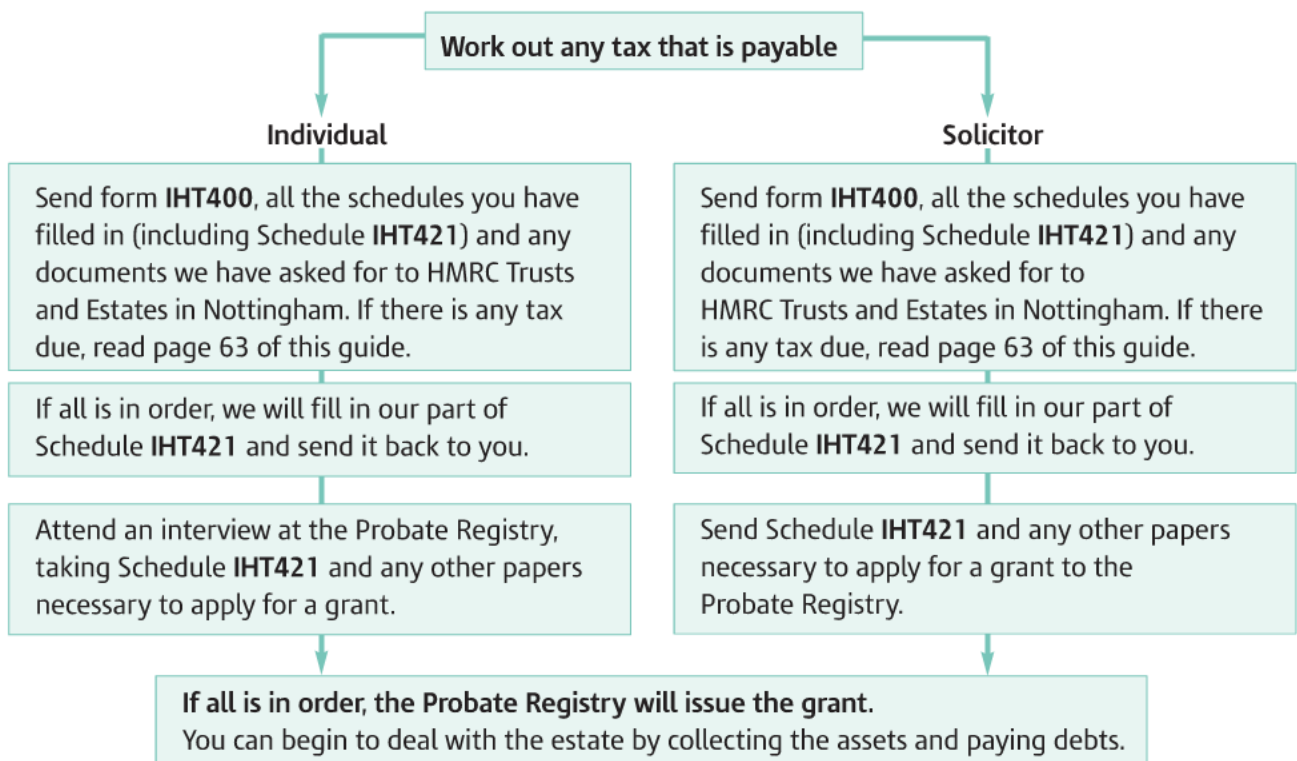 Work out any tax that is payable
Individual
Send form IHT400, all the schedules you have
filled in (including Schedule IHT421) and any
documents we have asked for to HMRC Trusts
and Estates in Nottingham. If there is any tax
due, read page 63 of this guide.
If all is in order, we will fill in our part of
Schedule IHT421 and send it back to you.
Attend an interview at the Probate Registry,
taking Schedule IHT421 and any other papers
necessary to apply for a grant.
Solicitor
Send form IHT400, all the schedules you have
filled in (including Schedule IHT421) and any
documents we have asked for to
HMRC Trusts and Estates in Nottingham. If there
is any tax due, read page 63 of this guide.
If all is in order, we will fill in our part of
Schedule IHT421 and send it back to you.
Send Schedule IHT421 and any other papers
necessary to apply for a grant to the
Probate Registry.
If all is in order, the Probate Registry will issue the grant.
You can begin to deal with the estate by collecting the assets and paying debts.